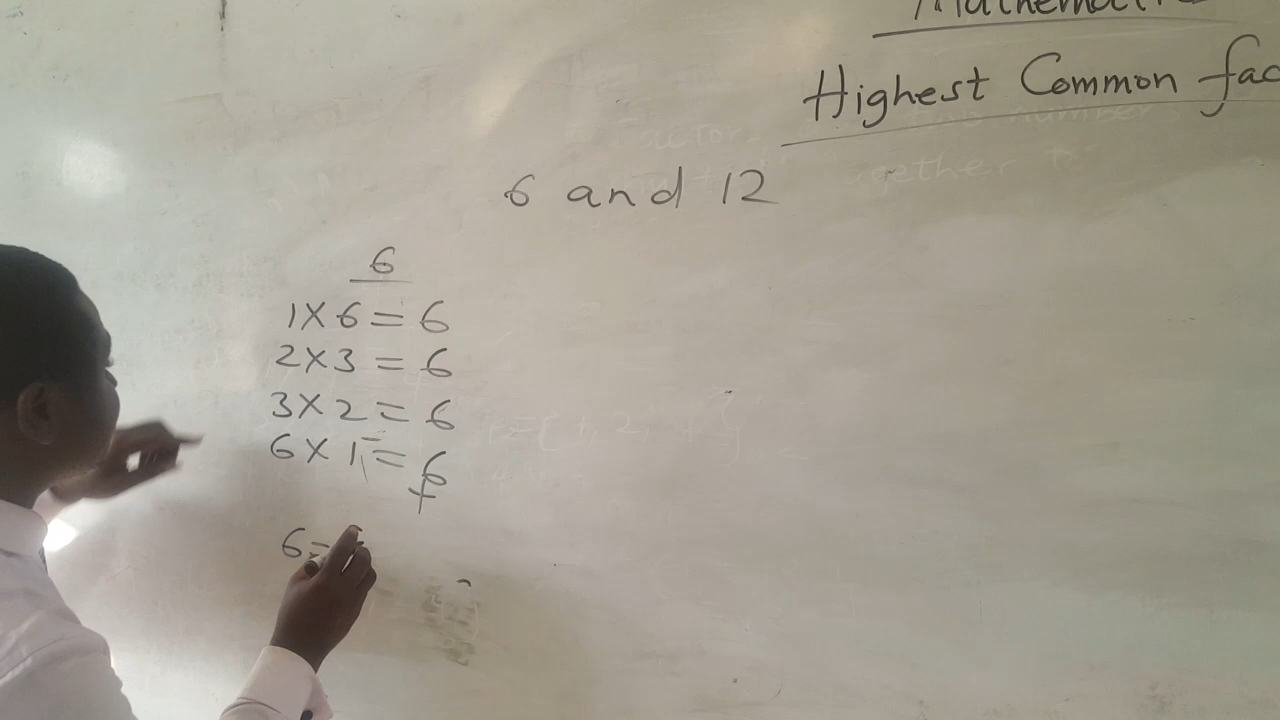 Highest Common fac
6 and 12
6
1 X 6 = 6
2 X 3 = 6
3 X 2 = 6
6 X 1 = 6
6 =